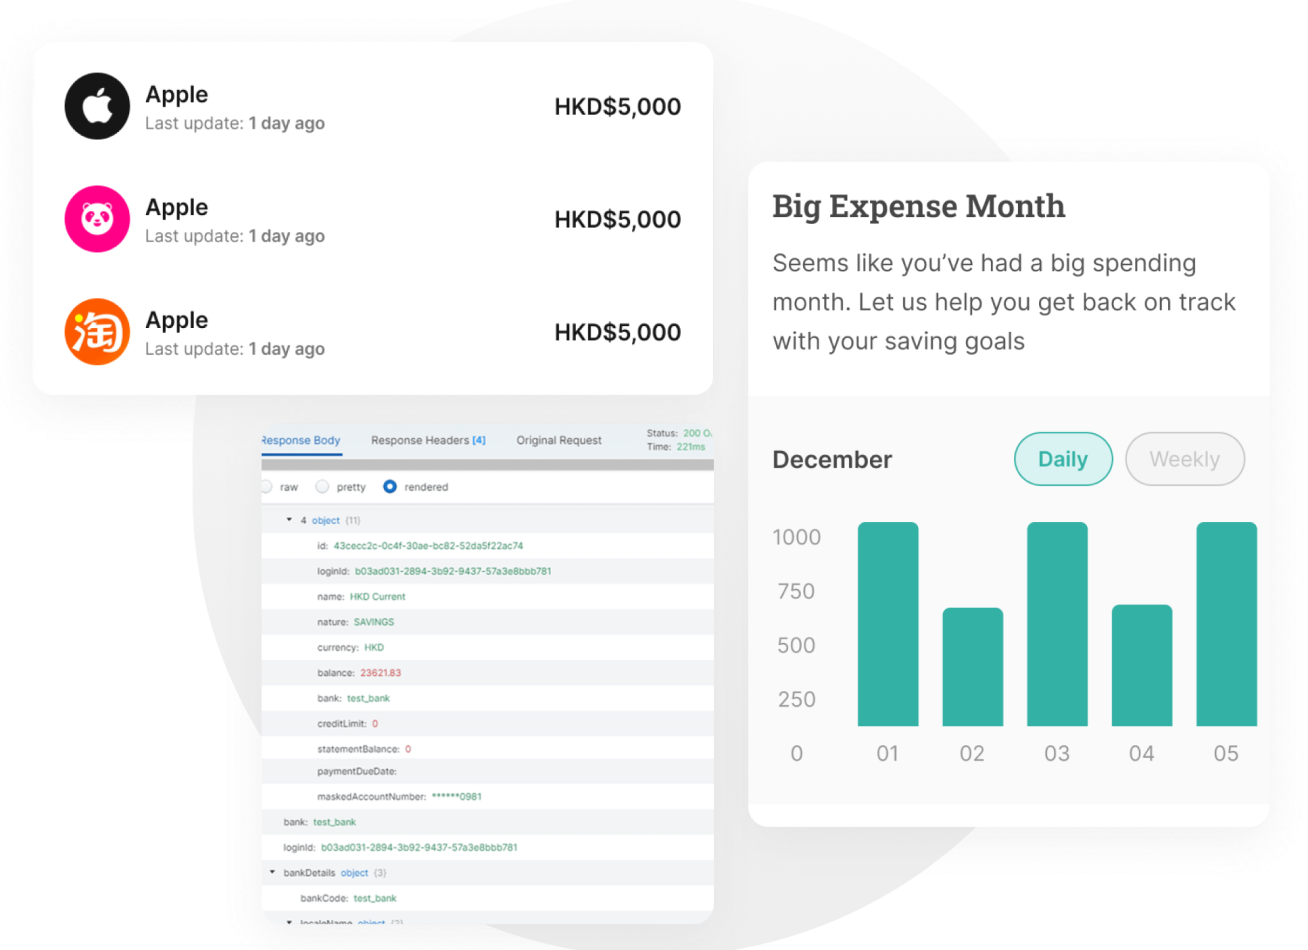 Apple
HKD$5,000
Last update: 1 day ago
Apple
HKD$5,000
Last update: 1 day ago
淘
Apple
HKD$5,000
Last update: 1 day ago
Big Expense Month
Seems like you’ve had a big spending
month. Let us help you get back on track
with your saving goals
December
Daily
Weekly
1000
750
500
250
0 01 02 03 04 05
Response Body
Response Headers [4]
Original Request
Status: 200 O
Time: 221ms
raw pretty rendered
4 object {11}
id: 43cecc2c-0c4f-30ae-bc82-52da5f22ac74
loginId: b03ad031-2894-3b92-9437-57a3e8bbb781
name: HKD Current
nature: SAVINGS
currency: HKD
balance: 23621.83
bank: test_bank
creditLimit: 0
statementBalance: 0
paymentDueDate:
maskedAccountNumber: ******0981
bank: test_bank
loginId: b03ad031-2894-3b92-9437-57a3e8bbb781
bankDetails object {3}
bankCode: test_bank
localeName object {2}